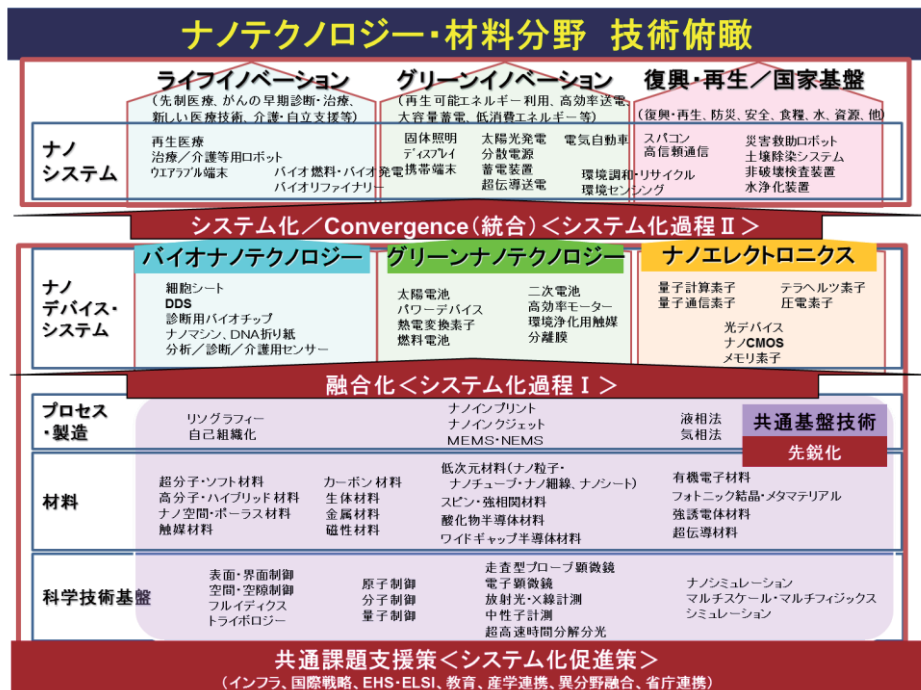 ナノテクノロジー・材料分野 技術俯瞰
ライフイノベーション
(先制医療、がんの早期診断・治療、
新しい医療技術、介護・自立支援等)
グリーンイノベーション
(再生可能エネルギー利用、高効率送電、
大容量蓄電、低消費エネルギー等)
復興・再生／国家基盤
(復興・再生、防災、安全、食糧、水、資源、他)
ナノ
システム
再生医療
治療／介護等用ロボット
ウエアラブル端末
バイオ燃料・バイオ発電
バイオリファイナリー
固体照明
ディスプレイ
携帯端末
太陽光発電
分散電源
蓄電装置
超伝導送電
電気自動車
環境調和・リサイクル
環境センシング
スパコン
高信頼通信
災害救助ロボット
土壌除染システム
非破壊検査装置
水浄化装置
システム化／Convergence(統合)＜システム化過程Ⅱ＞
バイオナノテクノロジー
グリーンナノテクノロジー
ナノエレクトロニクス
ナノ
デバイス・
システム
細胞シート
DDS
診断用バイオチップ
ナノマシン、DNA折り紙
分析／診断／介護用センサー
太陽電池
パワーデバイス
熱電変換素子
燃料電池
二次電池
高効率モーター
環境浄化用触媒
分離膜
量子計算素子
量子通信素子
テラヘルツ素子
圧電素子
光デバイス
ナノCMOS
メモリ素子
融合化＜システム化過程Ⅰ＞
プロセス
・製造
リソグラフィー
自己組織化
ナノインプリント
ナノインクジェット
MEMS・NEMS
液相法
気相法
共通基盤技術
先鋭化
材料
超分子・ソフト材料
高分子・ハイブリッド材料
ナノ空間・ポーラス材料
触媒材料
カーボン材料
生体材料
金属材料
磁性材料
低次元材料(ナノ粒子・
ナノチューブ・ナノ細線、ナノシート)
スピン・強相関材料
酸化物半導体材料
ワイドギャップ半導体材料
有機電子材料
フォトニック結晶・メタマテリアル
強誘電体材料
超伝導材料
科学技術基盤
表面・界面制御
空間・空隙制御
フルイディクス
トライボロジー
原子制御
分子制御
量子制御
走査型プローブ顕微鏡
電子顕微鏡
放射光・X線計測
中性子計測
超高速時間分解分光
ナノシミュレーション
マルチスケール・マルチフィジックス
シミュレーション
共通課題支援策＜システム化促進策＞
(インフラ、国際戦略、EHS・ELSI、教育、産学連携、異分野融合、省庁連携)